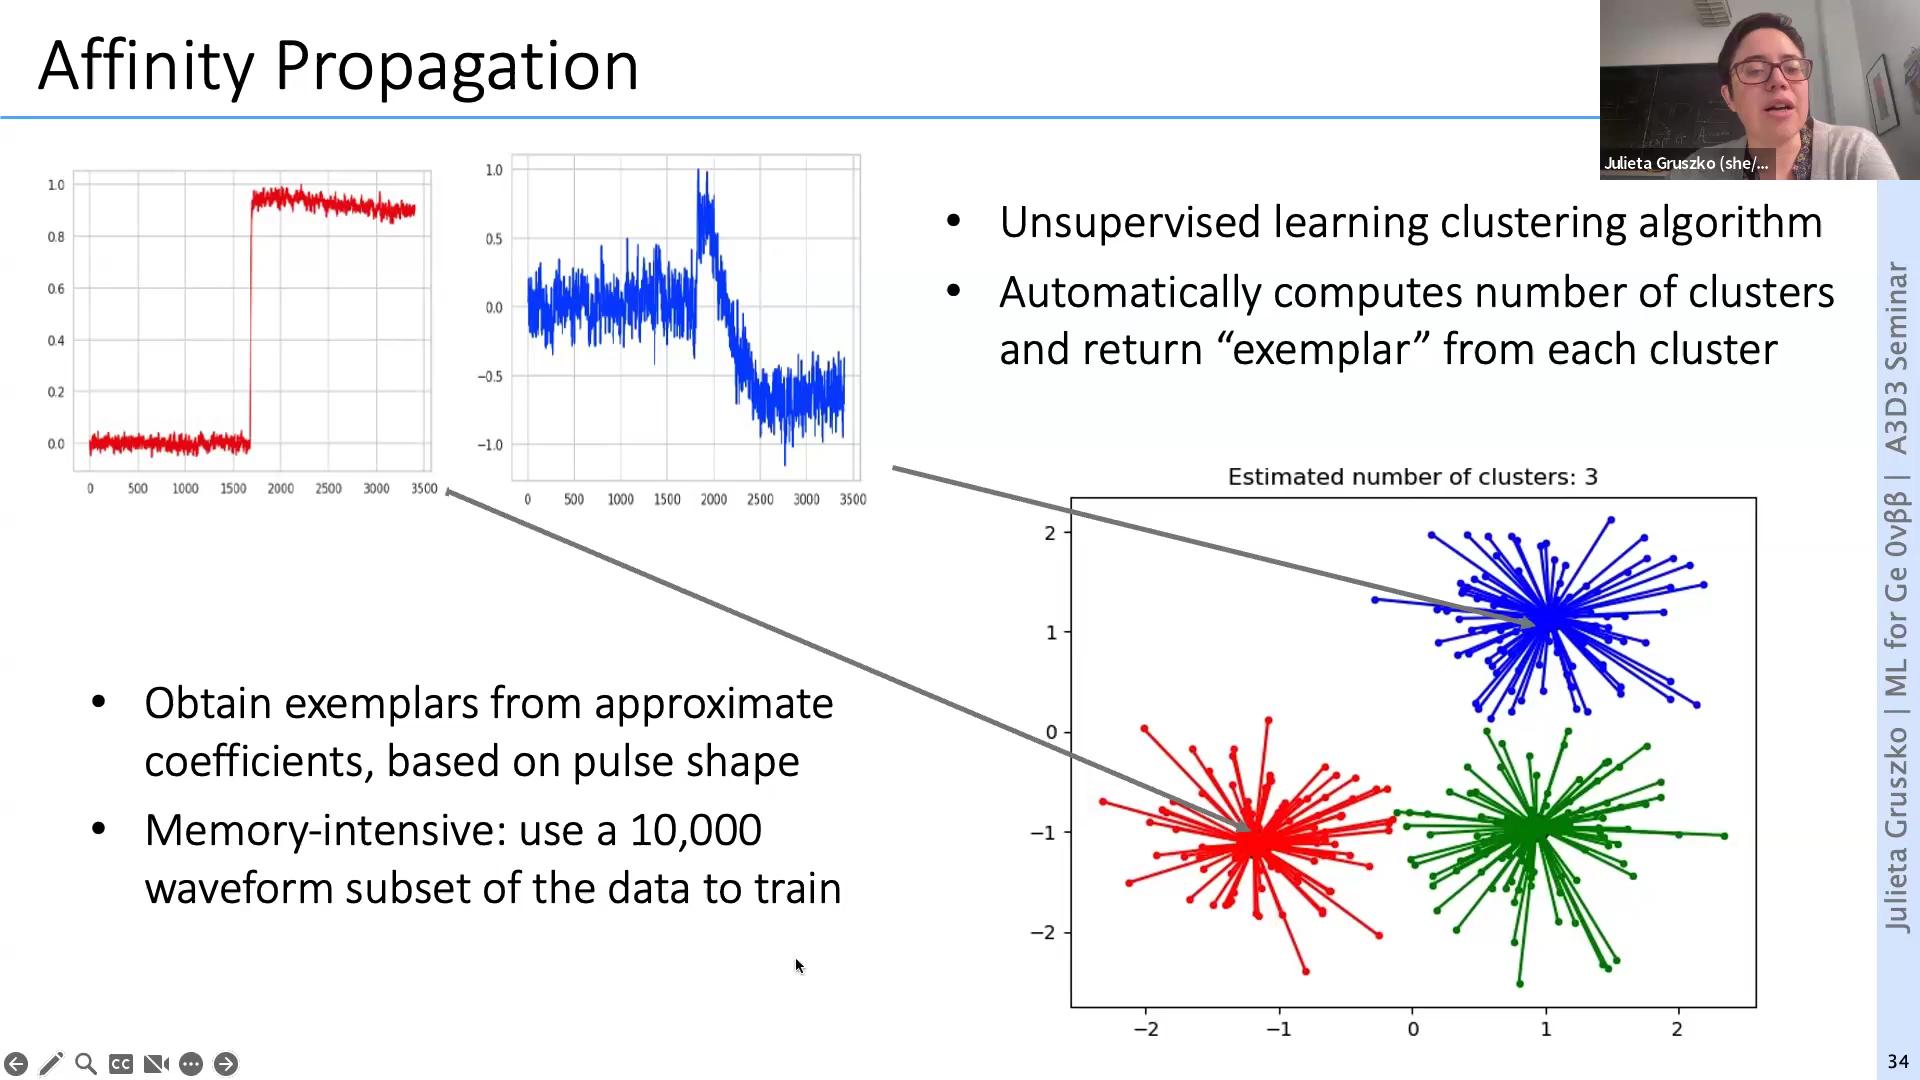 Affinity Propagation
Julieta Gruszko (she/...
1.0
0.8
0.6
0.4
0.2
0.0
0 500 1000 1500 2000 2500 3000 3500
1.0
0.5
0.0
−0.5
−1.0
0 500 1000 1500 2000 2500 3000 3500
• Unsupervised learning clustering algorithm
• Automatically computes number of clusters
and return “exemplar” from each cluster
Estimated number of clusters: 3
2
1
0
−1
−2
−2 −1 0 1 2
• Obtain exemplars from approximate
coefficients, based on pulse shape
• Memory-intensive: use a 10,000
waveform subset of the data to train
Julieta Gruszko | ML for Ge 0νββ | A3D3 Seminar
CC
34